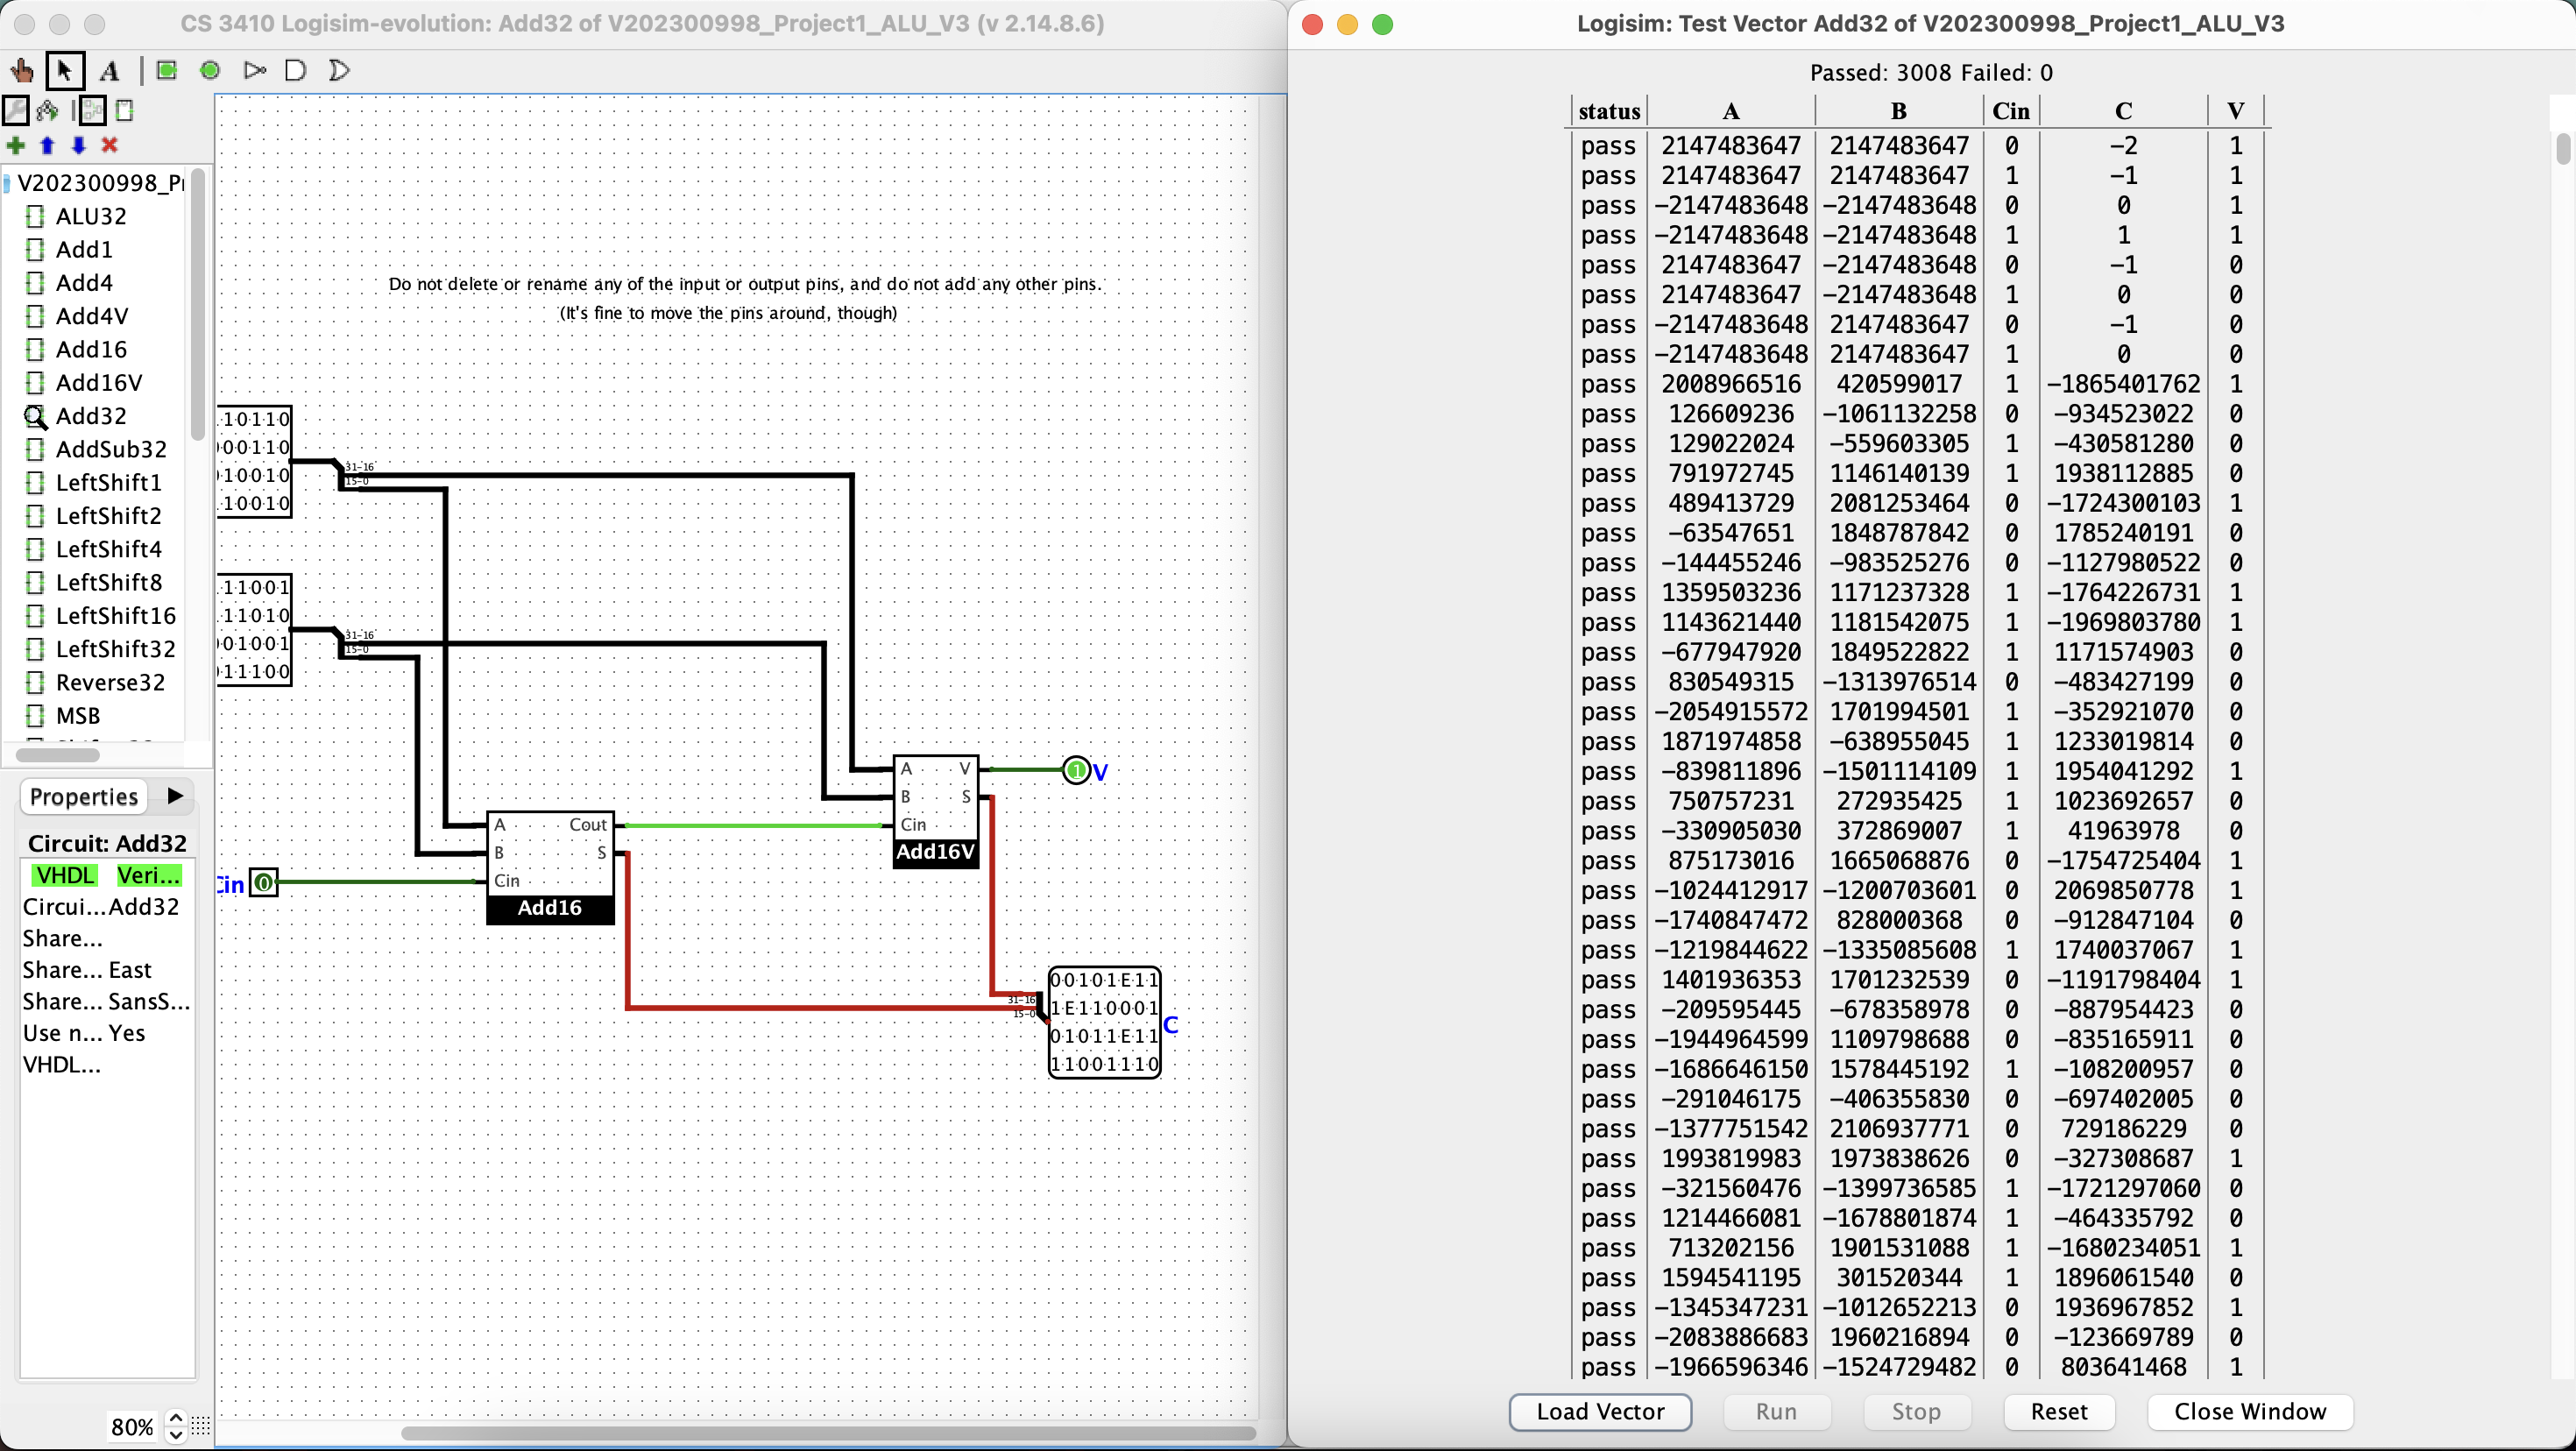 CS 3410 Logisim-evolution: Add32 of V202300998_Project1_ALU_V3 (v 2.14.8.6)
A
V202300998_P
ALU32
Add1
Add4
Add4V
Add16
Add16V
Add32
AddSub32
LeftShift1
LeftShift2
LeftShift4
LeftShift8
LeftShift16
LeftShift32
Reverse32
MSB
Properties
Circuit: Add32
VHDL Veri...
Circui... Add32
Share...
Share... East
Share... SansS...
Use n... Yes
VHDL...
80%
Do not delete or rename any of the input or output pins, and do not add any other pins.
(It's fine to move the pins around, though)
10110
00110
10010
10010
31-16
15-0
11001
11010
01001
11100
31-16
15-0
A V
B S
Cin
Add16V
V
1
A Cout
B S
Cin
Add16
Cin 0
31-16
15-0
00101E11
1E110001
01011E11
11001110
C
Logisim: Test Vector Add32 of V202300998_Project1_ALU_V3
Passed: 3008 Failed: 0
status A B Cin C V
pass 2147483647 2147483647 0 -2 1
pass 2147483647 2147483647 1 -1 1
pass -2147483648 -2147483648 0 0 1
pass -2147483648 -2147483648 1 1 1
pass 2147483647 -2147483648 0 -1 0
pass 2147483647 -2147483648 1 0 0
pass -2147483648 2147483647 0 -1 0
pass -2147483648 2147483647 1 0 0
pass 2008966516 420599017 1 -1865401762 1
pass 126609236 -1061132258 0 -934523022 0
pass 129022024 -559603305 1 -430581280 0
pass 791972745 1146140139 1 1938112885 0
pass 489413729 2081253464 0 -1724300103 1
pass -63547651 1848787842 0 1785240191 0
pass -144455246 -983525276 0 -1127980522 0
pass 1359503236 1171237328 1 -1764226731 1
pass 1143621440 1181542075 1 -1969803780 1
pass -677947920 1849522822 1 1171574903 0
pass 830549315 -1313976514 0 -483427199 0
pass -2054915572 1701994501 1 -352921070 0
pass 1871974858 -638955045 1 1233019814 0
pass -839811896 -1501114109 1 1954041292 1
pass 750757231 272935425 1 1023692657 0
pass -330905030 372869007 1 41963978 0
pass 875173016 1665068876 0 -1754725404 1
pass -1024412917 -1200703601 0 2069850778 1
pass -1740847472 828000368 0 -912847104 0
pass -1219844622 -1335085608 1 1740037067 1
pass 1401936353 1701232539 0 -1191798404 1
pass -209595445 -678358978 0 -887954423 0
pass -1944964599 1109798688 0 -835165911 0
pass -1686646150 1578445192 1 -108200957 0
pass -291046175 -406355830 0 -697402005 0
pass -1377751542 2106937771 0 729186229 0
pass 1993819983 1973838626 0 -327308687 1
pass -321560476 -1399736585 1 -1721297060 0
pass 1214466081 -1678801874 1 -464335792 0
pass 713202156 1901531088 1 -1680234051 1
pass 1594541195 301520344 1 1896061540 0
pass -1345347231 -1012652213 0 1936967852 1
pass -2083886683 1960216894 0 -123669789 0
pass -1966596346 -1524729482 0 803641468 1
Load Vector Run Stop Reset Close Window